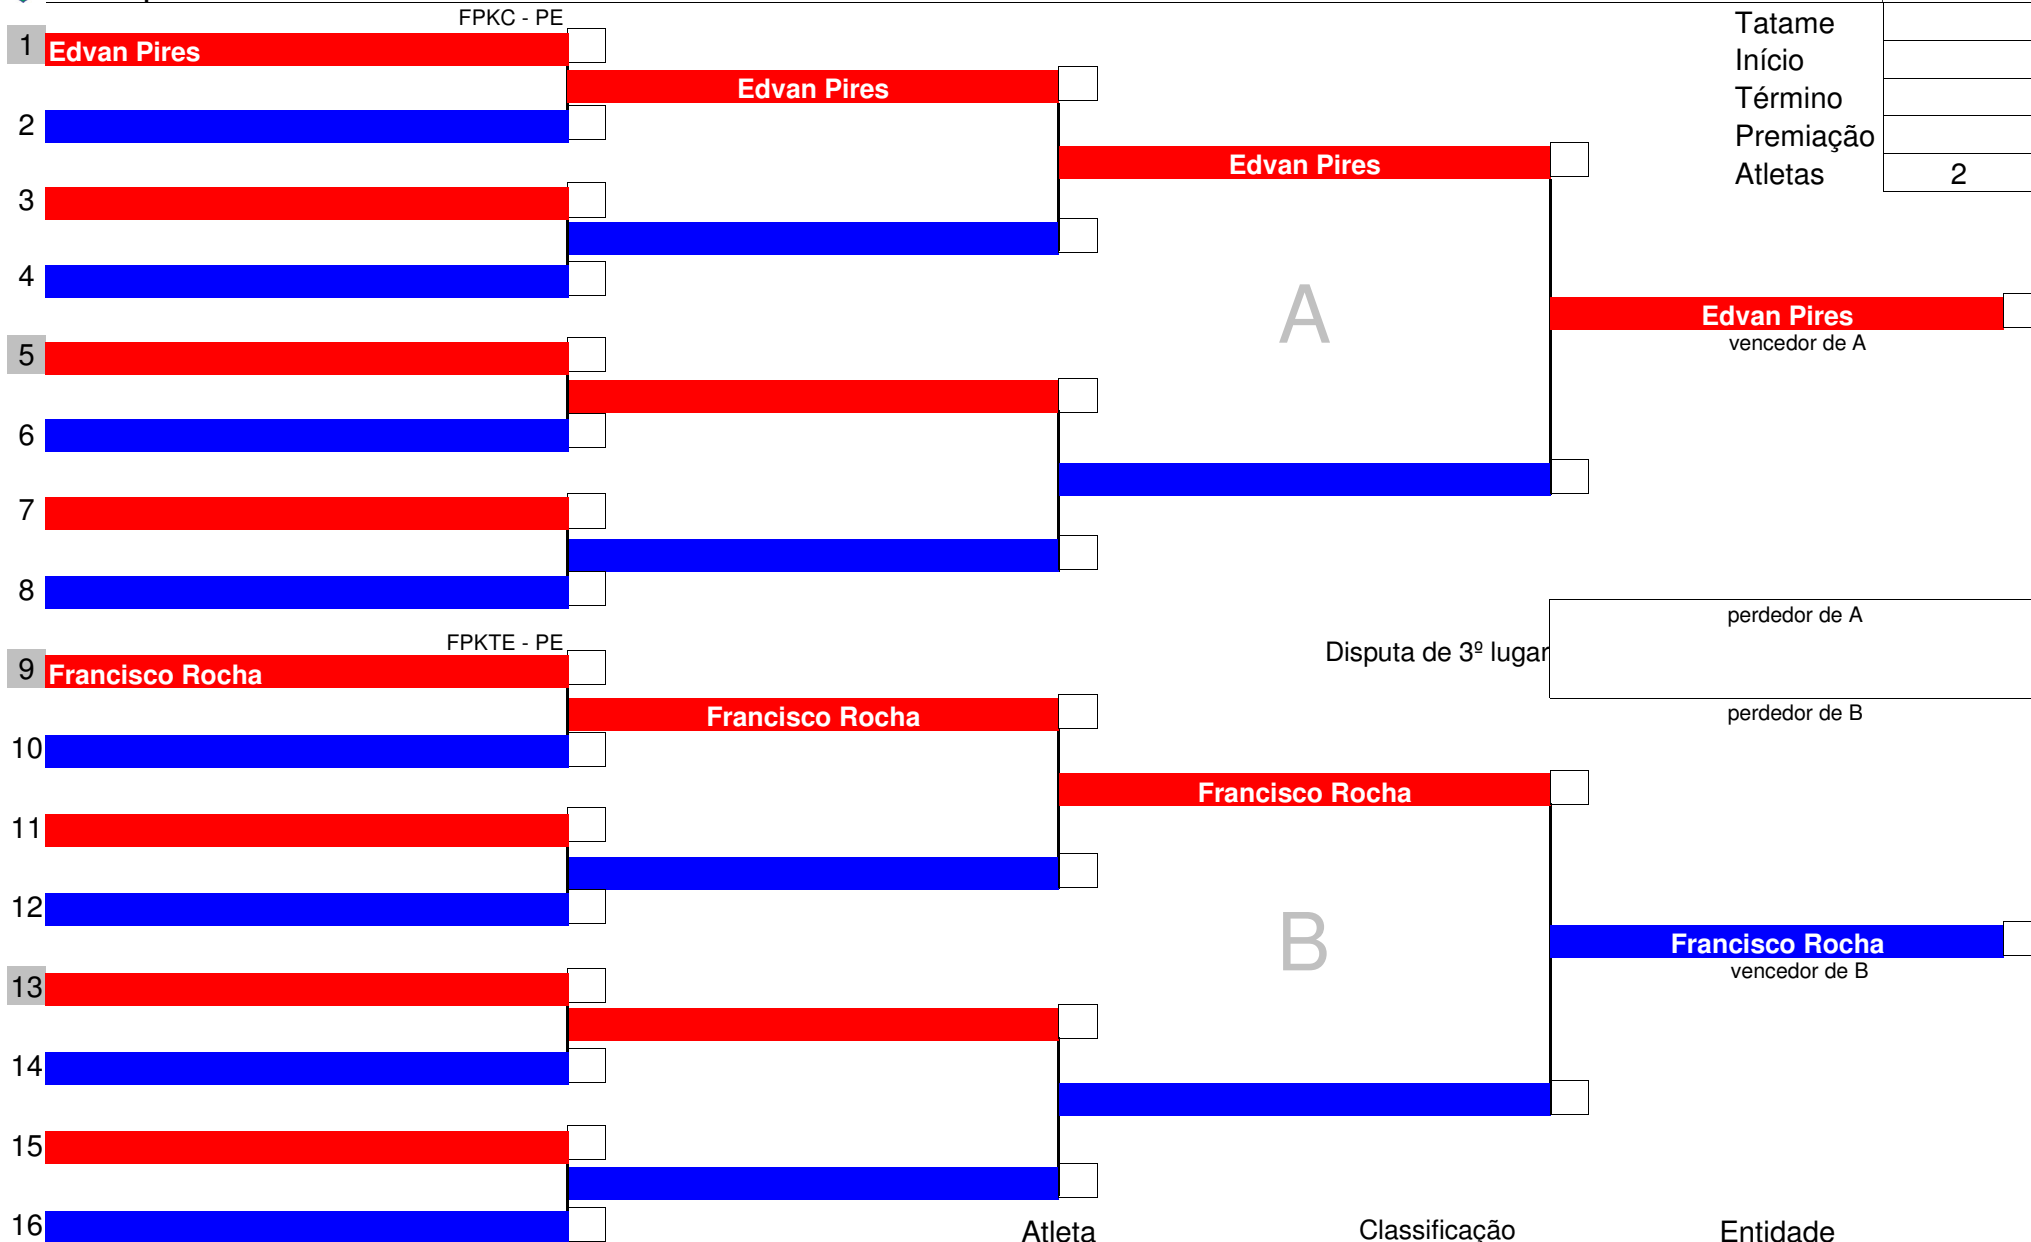 FPKC - PE
Tatame
1 Edvan Pires
Início
Edvan Pires
Término
2
Premiação
Edvan Pires
Atletas 2
3
4
A
Edvan Pires
vencedor de A
5
6
7
8
perdedor de A
FPKTE - PE
Disputa de 3º lugar
9 Francisco Rocha
perdedor de B
Francisco Rocha
10
Francisco Rocha
11
12
B
Francisco Rocha
vencedor de B
13
14
15
16
Atleta Classificação Entidade